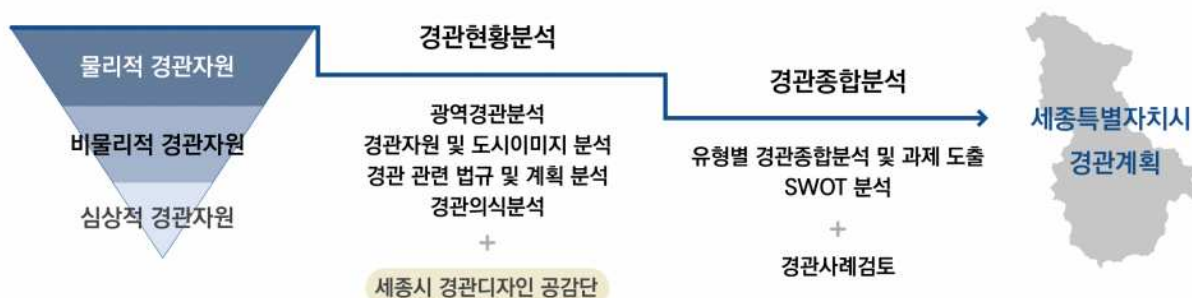 물리적 경관자원
비물리적 경관자원
심상적 경관자원
경관현황분석
광역경관분석
경관자원 및 도시이미지 분석
경관 관련 법규 및 계획 분석
경관의식분석
+
세종시 경관디자인 공감단
경관종합분석
유형별 경관종합분석 및 과제 도출
SWOT 분석
+
경관사례검토
세종특별자치시
경관계획